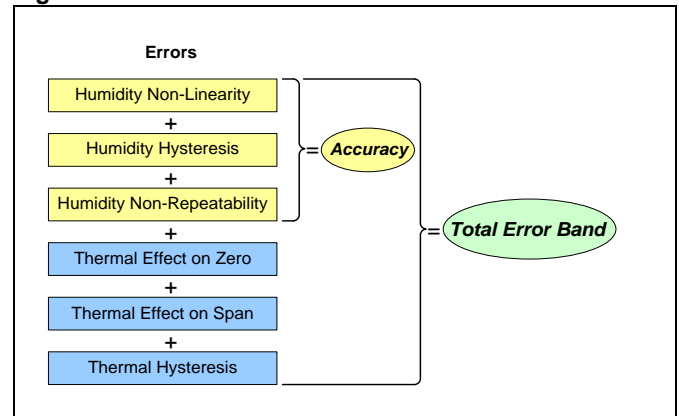 Errors
Humidity Non-Linearity
+
Humidity Hysteresis
+
Humidity Non-Repeatability
+
Thermal Effect on Zero
+
Thermal Effect on Span
+
Thermal Hysteresis
= Accuracy
= Total Error Band